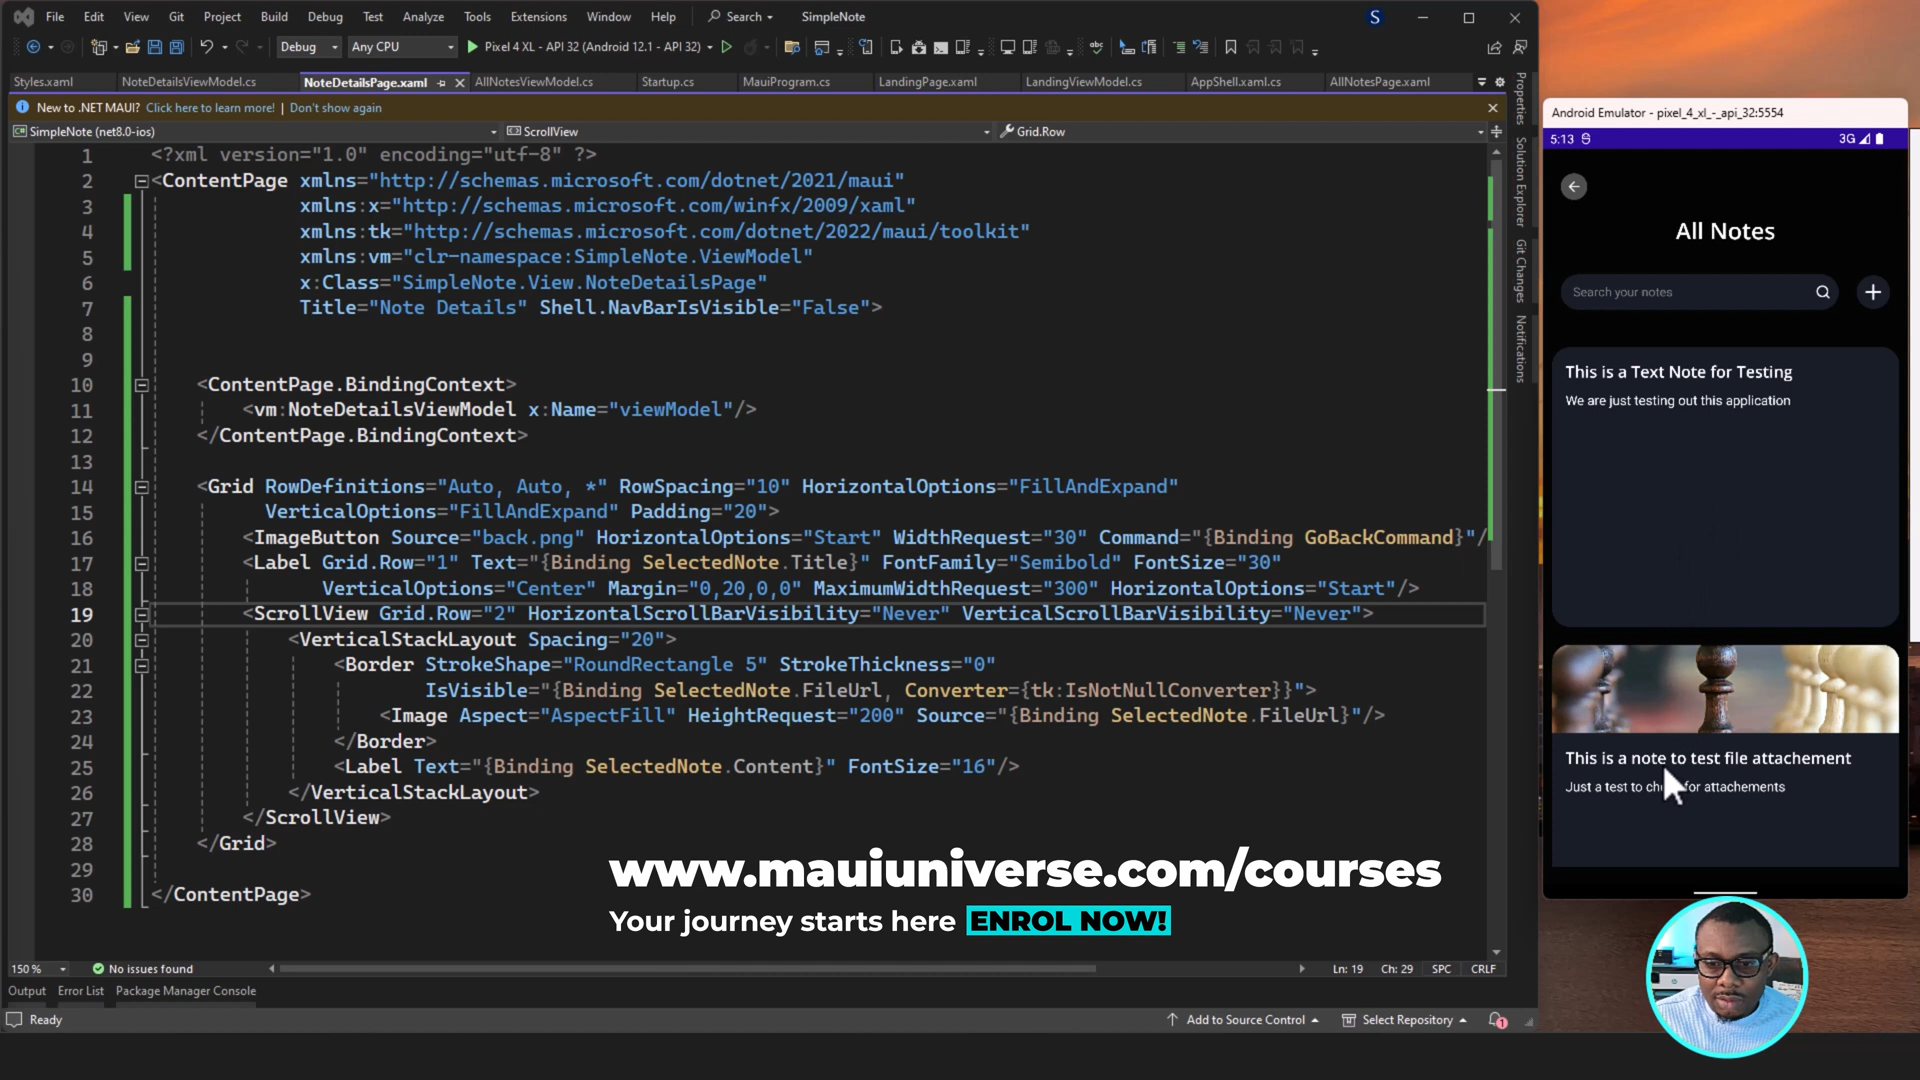 File Edit View Git Project Build Debug Test Analyze Tools Extensions Window Help Search SimpleNote S
Debug Any CPU Pixel 4 XL - API 32 (Android 12.1 - API 32)
Styles.xaml NoteDetailsViewModel.cs NoteDetailsPage.xaml AllNotesViewModel.cs Startup.cs MauiProgram.cs LandingPage.xaml LandingViewModel.cs AppShell.xaml.cs AllNotesPage.xaml
New to .NET MAUI? Click here to learn more! | Don't show again
SimpleNote (net8.0-ios) ScrollView Grid.Row
1 <?xml version="1.0" encoding="utf-8" ?>
2 <ContentPage xmlns="http://schemas.microsoft.com/dotnet/2021/maui"
3 xmlns:x="http://schemas.microsoft.com/winfx/2009/xaml"
4 xmlns:tk="http://schemas.microsoft.com/dotnet/2022/maui/toolkit"
5 xmlns:vm="clr-namespace:SimpleNote.ViewModel"
6 x:Class="SimpleNote.View.NoteDetailsPage"
7 Title="Note Details" Shell.NavBarIsVisible="False">
8
9
10 <ContentPage.BindingContext>
11 <vm:NoteDetailsViewModel x:Name="viewModel"/>
12 </ContentPage.BindingContext>
13
14 <Grid RowDefinitions="Auto, Auto, *" RowSpacing="10" HorizontalOptions="FillAndExpand"
15 VerticalOptions="FillAndExpand" Padding="20">
16 <ImageButton Source="back.png" HorizontalOptions="Start" WidthRequest="30" Command="{Binding GoBackCommand}"/
17 <Label Grid.Row="1" Text="{Binding SelectedNote.Title}" FontFamily="Semibold" FontSize="30"
18 VerticalOptions="Center" Margin="0,20,0,0" MaximumWidthRequest="300" HorizontalOptions="Start"/>
19 <ScrollView Grid.Row="2" HorizontalScrollBarVisibility="Never" VerticalScrollBarVisibility="Never">
20 <VerticalStackLayout Spacing="20">
21 <Border StrokeShape="RoundRectangle 5" StrokeThickness="0"
22 IsVisible="{Binding SelectedNote.FileUrl, Converter={tk:IsNotNullConverter}}">
23 <Image Aspect="AspectFill" HeightRequest="200" Source="{Binding SelectedNote.FileUrl}"/>
24 </Border>
25 <Label Text="{Binding SelectedNote.Content}" FontSize="16"/>
26 </VerticalStackLayout>
27 </ScrollView>
28 </Grid>
29
30 </ContentPage>
150 % No issues found Ln: 19 Ch: 29 SPC CRLF
Output Error List Package Manager Console
Ready Add to Source Control Select Repository 1
Properties
Solution Explorer
Git Changes
Notifications
Android Emulator - pixel_4_xl_-_api_32:5554
5:13 3G
All Notes
Search your notes
This is a Text Note for Testing
We are just testing out this application
This is a note to test file attachement
Just a test to for attachements
www.mauiuniverse.com/courses
Your journey starts here ENROL NOW!